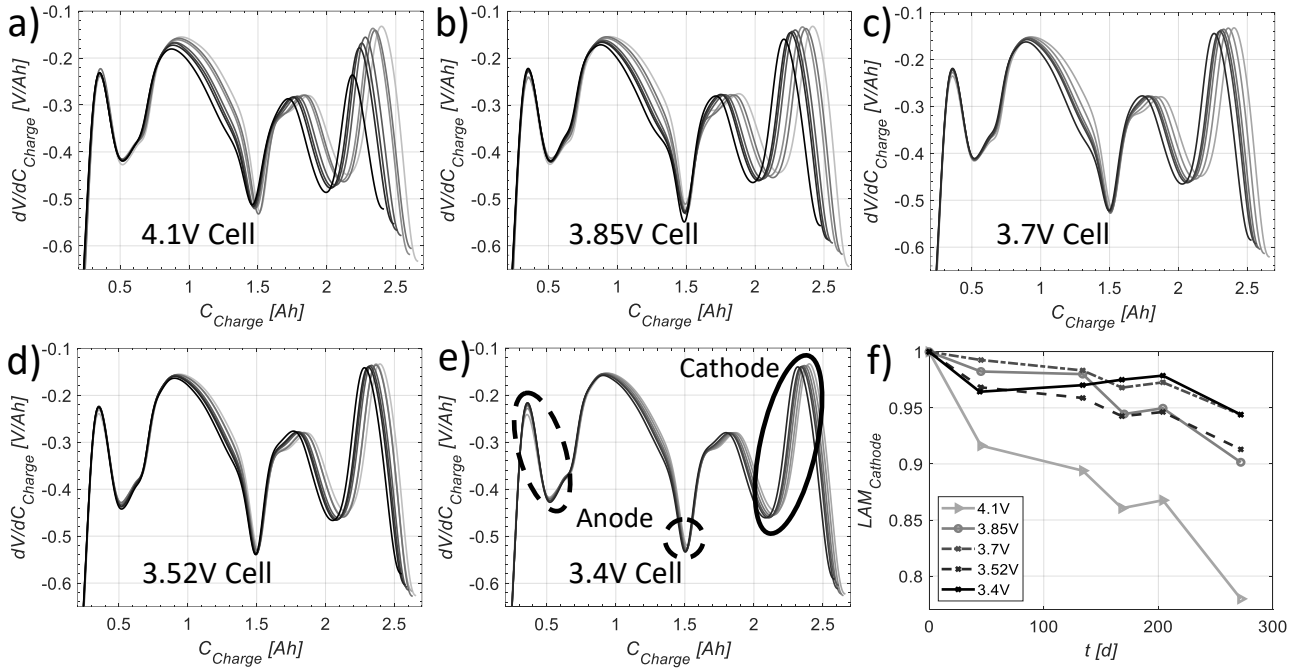 a)
-0.1
-0.2
-0.3
-0.4
-0.5
-0.6
dV/dC_Charge [V/Ah]
4.1V Cell
0.5 1 1.5 2 2.5
C_Charge [Ah]
b)
-0.1
-0.2
-0.3
-0.4
-0.5
-0.6
dV/dC_Charge [V/Ah]
3.85V Cell
0.5 1 1.5 2 2.5
C_Charge [Ah]
c)
-0.1
-0.2
-0.3
-0.4
-0.5
-0.6
dV/dC_Charge [V/Ah]
3.7V Cell
0.5 1 1.5 2 2.5
C_Charge [Ah]
d)
-0.1
-0.2
-0.3
-0.4
-0.5
-0.6
dV/dC_Charge [V/Ah]
3.52V Cell
0.5 1 1.5 2 2.5
C_Charge [Ah]
e)
-0.1
-0.2
-0.3
-0.4
-0.5
-0.6
dV/dC_Charge [V/Ah]
Cathode
Anode
3.4V Cell
0.5 1 1.5 2 2.5
C_Charge [Ah]
f)
1
0.95
0.9
0.85
0.8
LAM_Cathode
4.1V
3.85V
3.7V
3.52V
3.4V
0 100 200 300
t [d]